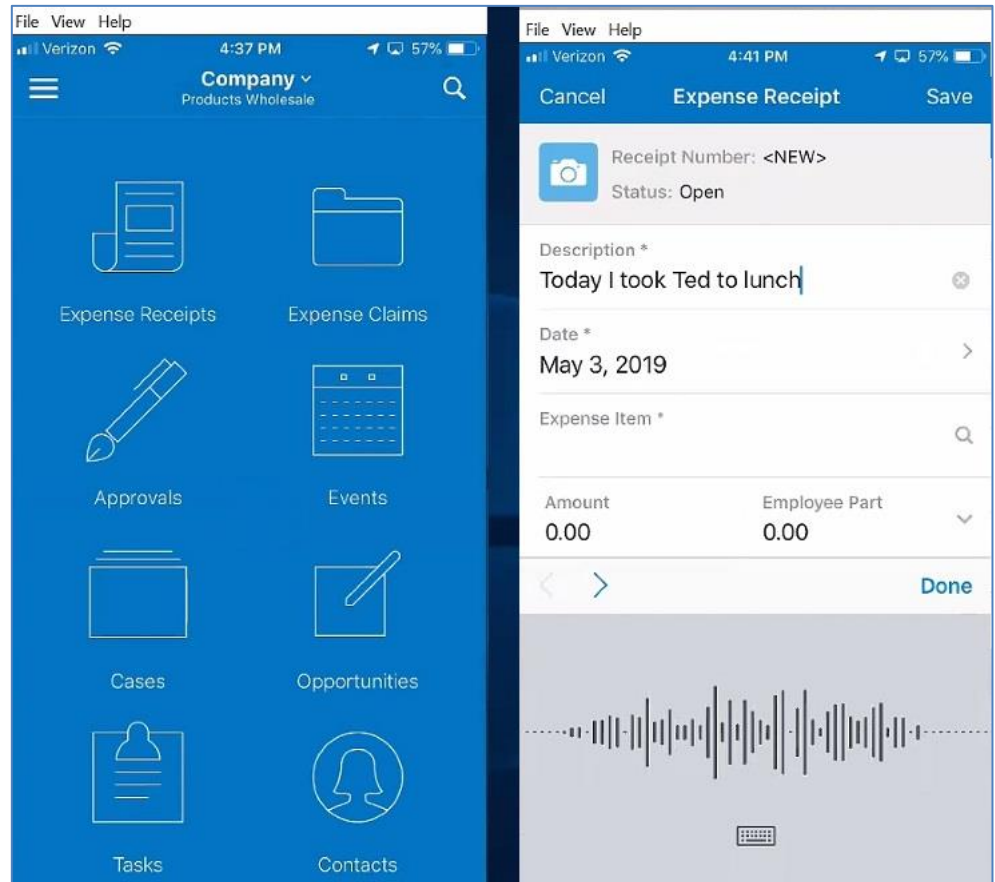 File View Help
Verizon 4:37 PM 57%
Company
Products Wholesale
Expense Receipts Expense Claims
Approvals Events
Cases Opportunities
Tasks Contacts
File View Help
Verizon 4:41 PM 57%
Cancel Expense Receipt Save
Receipt Number: <NEW>
Status: Open
Description *
Today I took Ted to lunch
Date *
May 3, 2019
Expense Item *
Amount Employee Part
0.00 0.00
Done